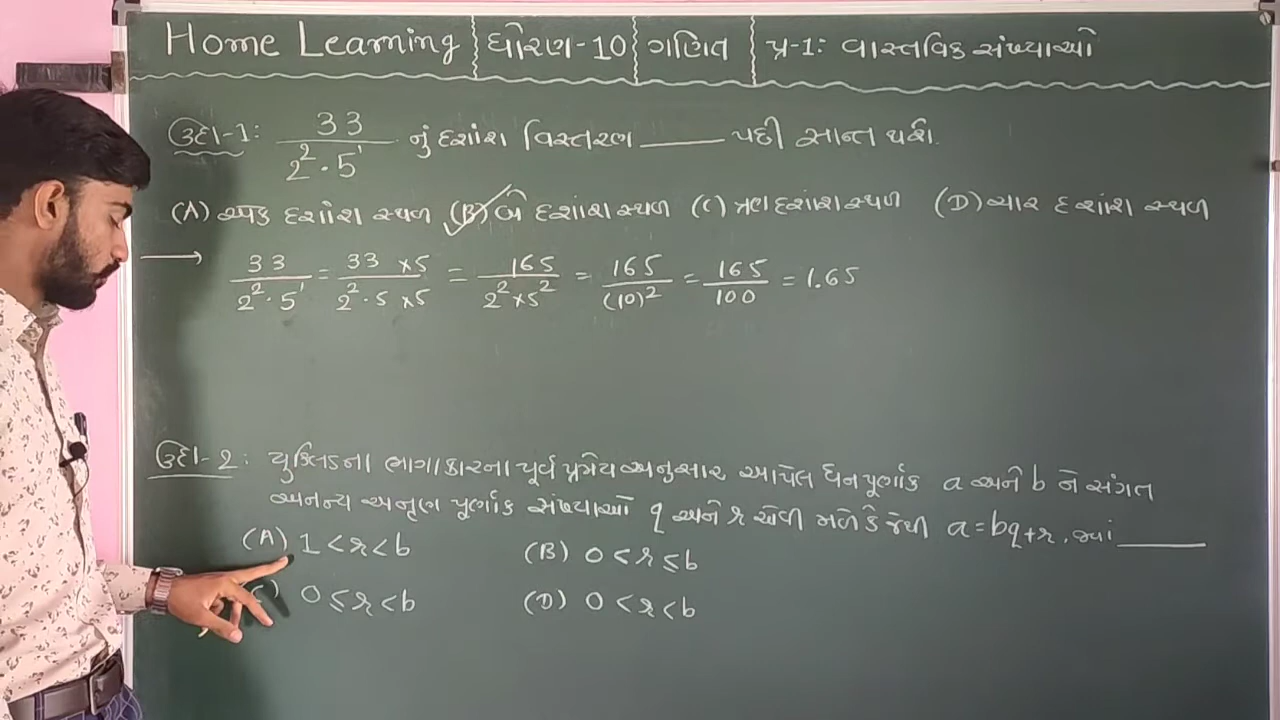 Home Learning | ધોરણ-10 | ગણિત | પ્ર-1: વાસ્તવિક સંખ્યાઓ
ઉદા-1: 33 / 2² · 5¹ નું દશાંશ વિસ્તરણ ______ પછી સાન્ત થશે.
(A) એક દશાંશ સ્થળ (B) બે દશાંશ સ્થળ (C) ત્રણ દશાંશ સ્થળ (D) ચાર દશાંશ સ્થળ
→ 33 / 2² · 5¹ = 33 × 5 / 2² · 5 × 5 = 165 / 2² × 5² = 165 / (10)² = 165 / 100 = 1.65
ઉદા-2: યુક્લિડના ભાગાકારના પૂર્વ પ્રમેય અનુસાર આપેલ ધન પૂર્ણાંક a અને b ને સંગત
અનન્ય અનૃણ પૂર્ણાંક સંખ્યાઓ q અને r એવી મળે કે જેથી a = bq + r, જ્યાં ______
(A) 1 < r < b (B) 0 < r ≤ b
(C) 0 ≤ r < b (D) 0 < r < b